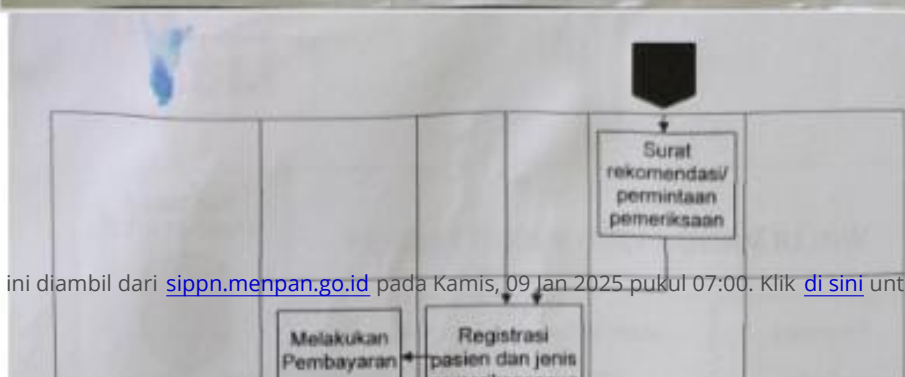 Surat
rekomendasi/
permintaan
pemeriksaan
ini diambil dari sippn.menpan.go.id pada Kamis, 09 Jan 2025 pukul 07:00. Klik di sini unt
Melakukan
Pembayaran
Registrasi
pasien dan jenis